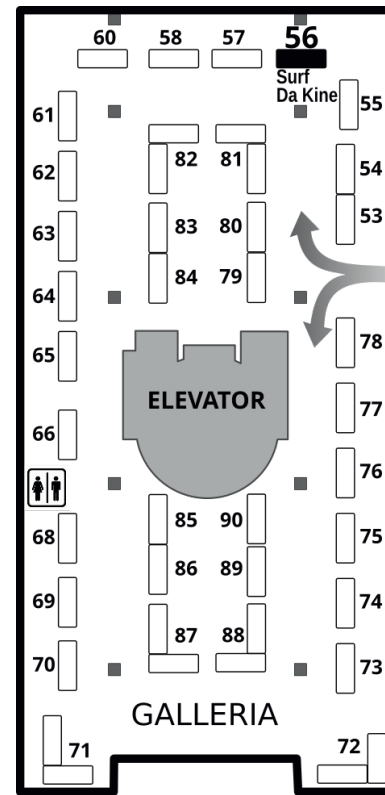 60 58 57 56
Surf
Da Kine
61 55
82 81
62 54
63 83 80 53
84 79
64
65 78
ELEVATOR
77
66
76
85 90
68 75
86 89
69 74
87 88
70 73
GALLERIA
71 72